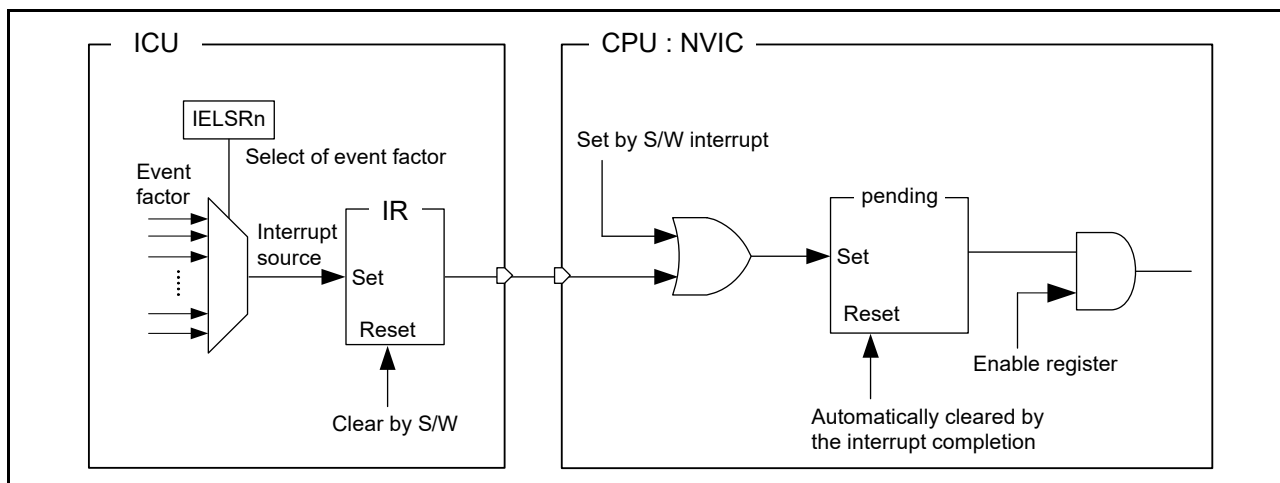 ICU
IELSRn
Select of event factor
Event
factor
Interrupt
source
IR
Set
Reset
Clear by S/W
CPU : NVIC
Set by S/W interrupt
pending
Set
Reset
Enable register
Automatically cleared by
the interrupt completion